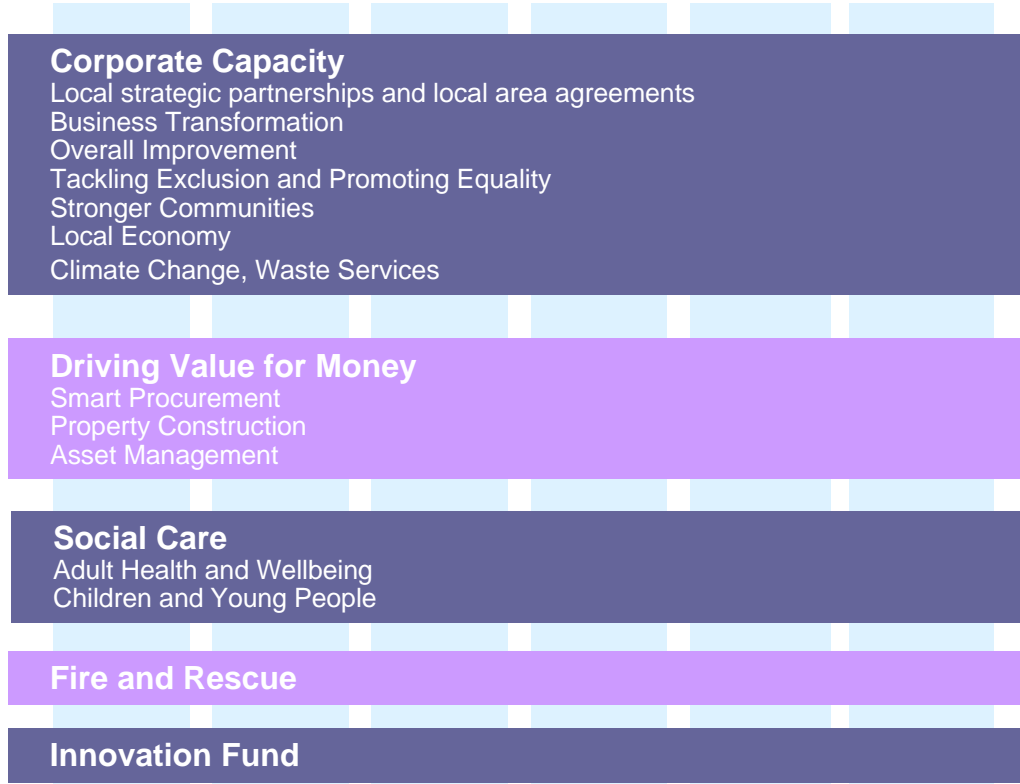 Corporate Capacity
Local strategic partnerships and local area agreements
Business Transformation
Overall Improvement
Tackling Exclusion and Promoting Equality
Stronger Communities
Local Economy
Climate Change, Waste Services
Driving Value for Money
Smart Procurement
Property Construction
Asset Management
Social Care
Adult Health and Wellbeing
Children and Young People
Fire and Rescue
Innovation Fund